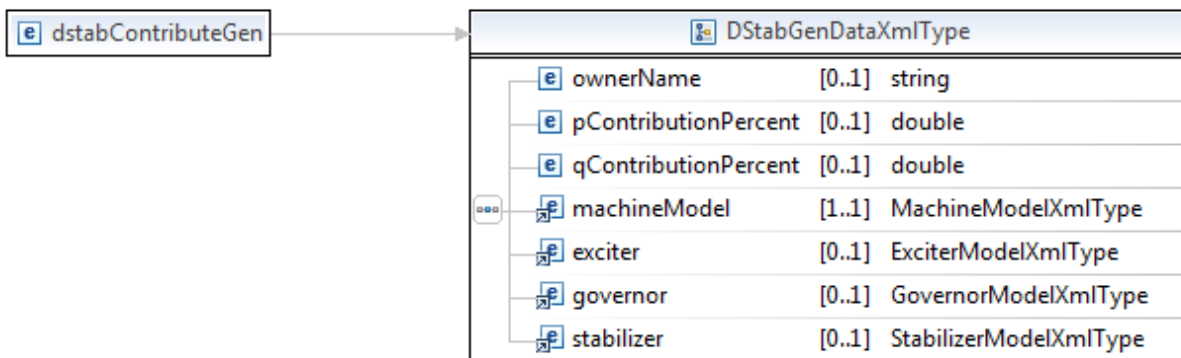 dstabContributeGen
DStabGenDataXmlType
ownerName [0..1] string
pContributionPercent [0..1] double
qContributionPercent [0..1] double
machineModel [1..1] MachineModelXmlType
exciter [0..1] ExciterModelXmlType
governor [0..1] GovernorModelXmlType
stabilizer [0..1] StabilizerModelXmlType